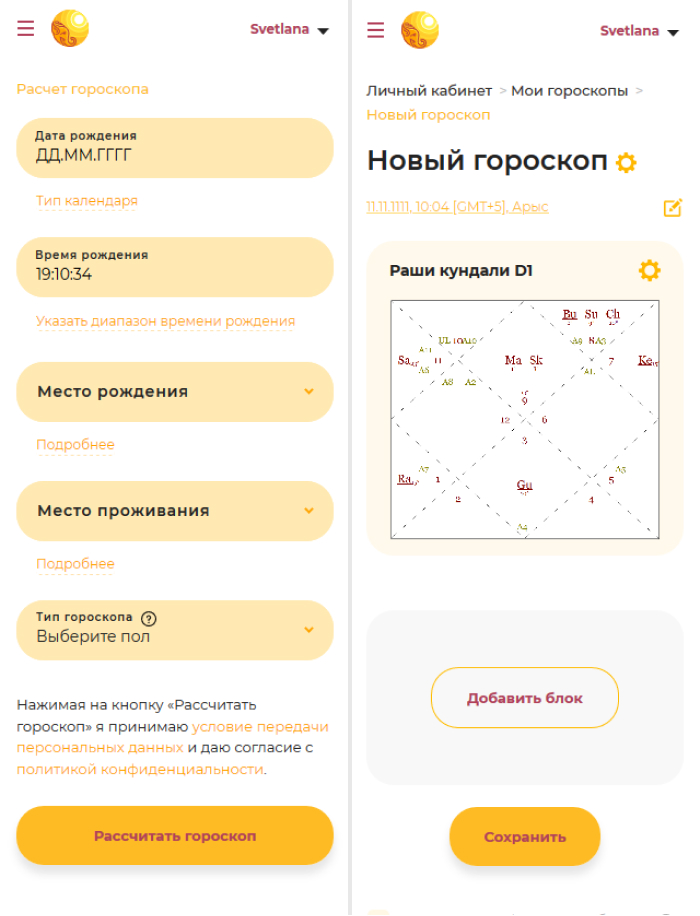 Svetlana
Расчет гороскопа
Дата рождения
ДД.ММ.ГГГГ
Тип календаря
Время рождения
19:10:34
Указать диапазон времени рождения
Место рождения
Подробнее
Место проживания
Подробнее
Тип гороскопа
Выберите пол
Нажимая на кнопку «Рассчитать
гороскоп» я принимаю условие передачи
персональных данных и даю согласие с
политикой конфиденциальности.
Рассчитать гороскоп
Svetlana
Личный кабинет > Мои гороскопы >
Новый гороскоп
Новый гороскоп
11.11.1111, 10:04 [GMT+5], Арыс
Раши кундали D1
Bu Su Ch
UL 10 A10 A9 8 A3
A11
Sa 11 Ma Sk 7 Ke
A6 A1
A8 A2
9
12 6
3
Ra A7 1 Gu 5 A5
2 4
A4
Добавить блок
Сохранить